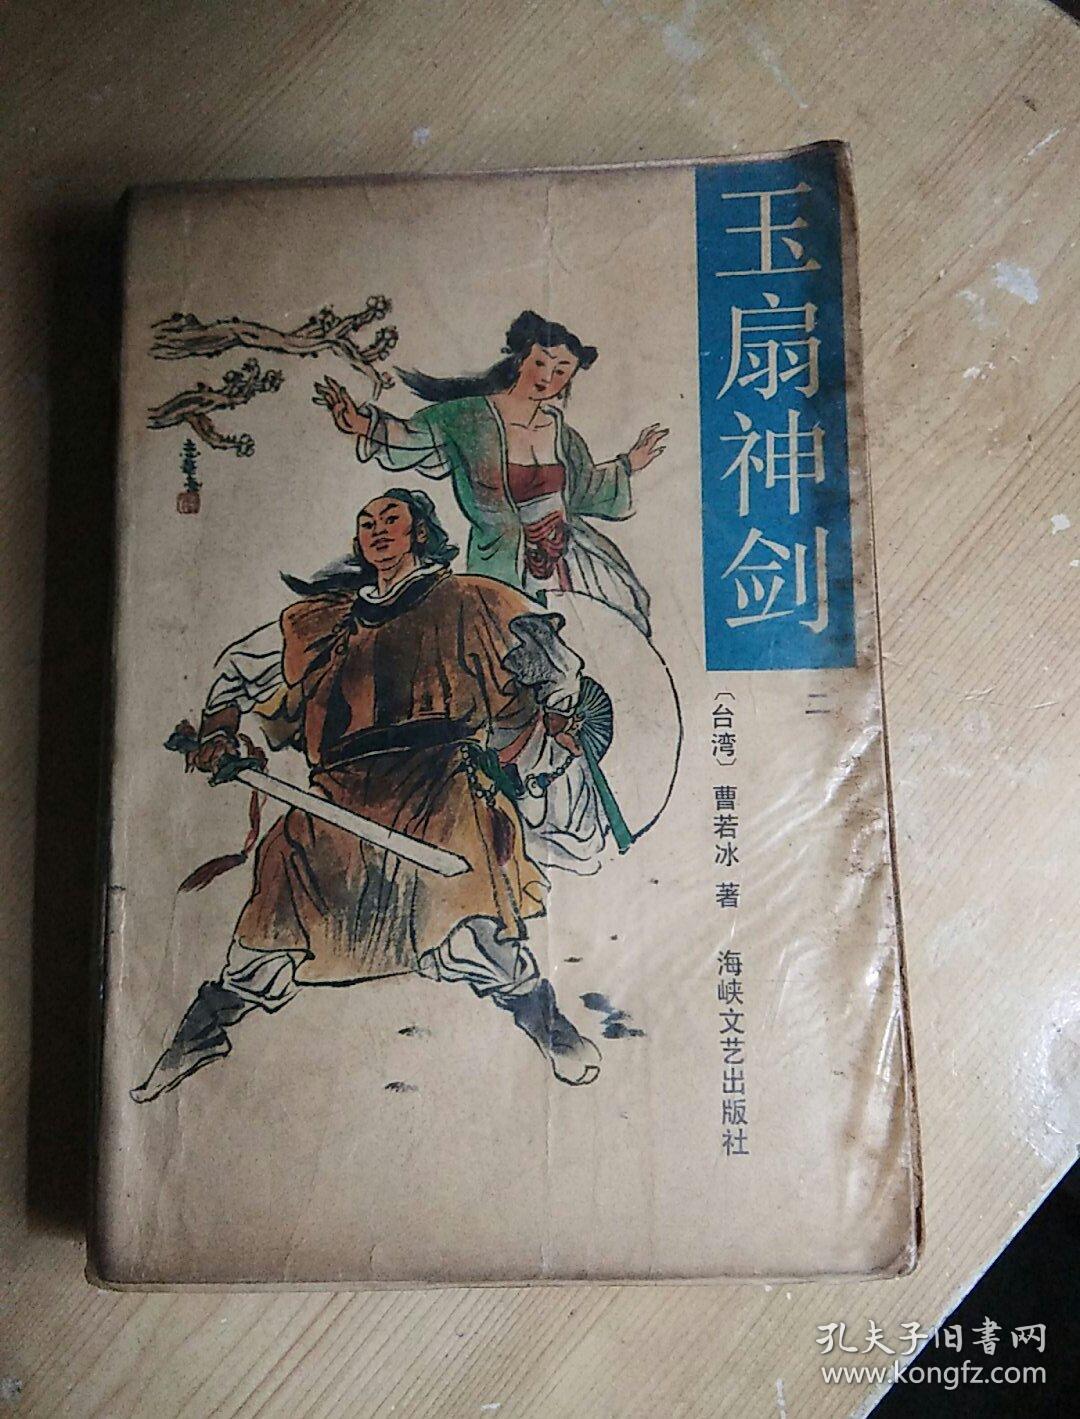 玉扇神剑
二
〔台湾〕曹若冰 著
海峡文艺出版社
孔夫子旧書网
www.kongfz.com